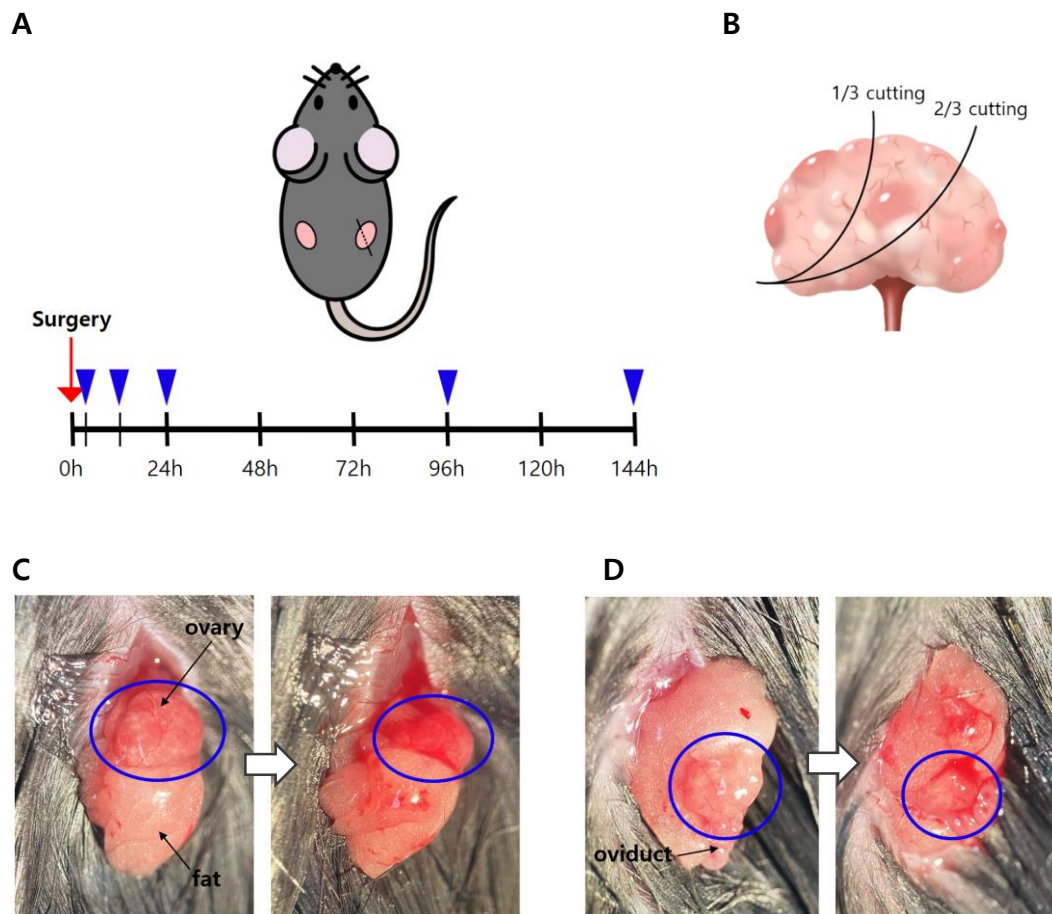 A
B
1/3 cutting
2/3 cutting
Surgery
0h
24h
48h
72h
96h
120h
144h
C
D
ovary
fat
oviduct